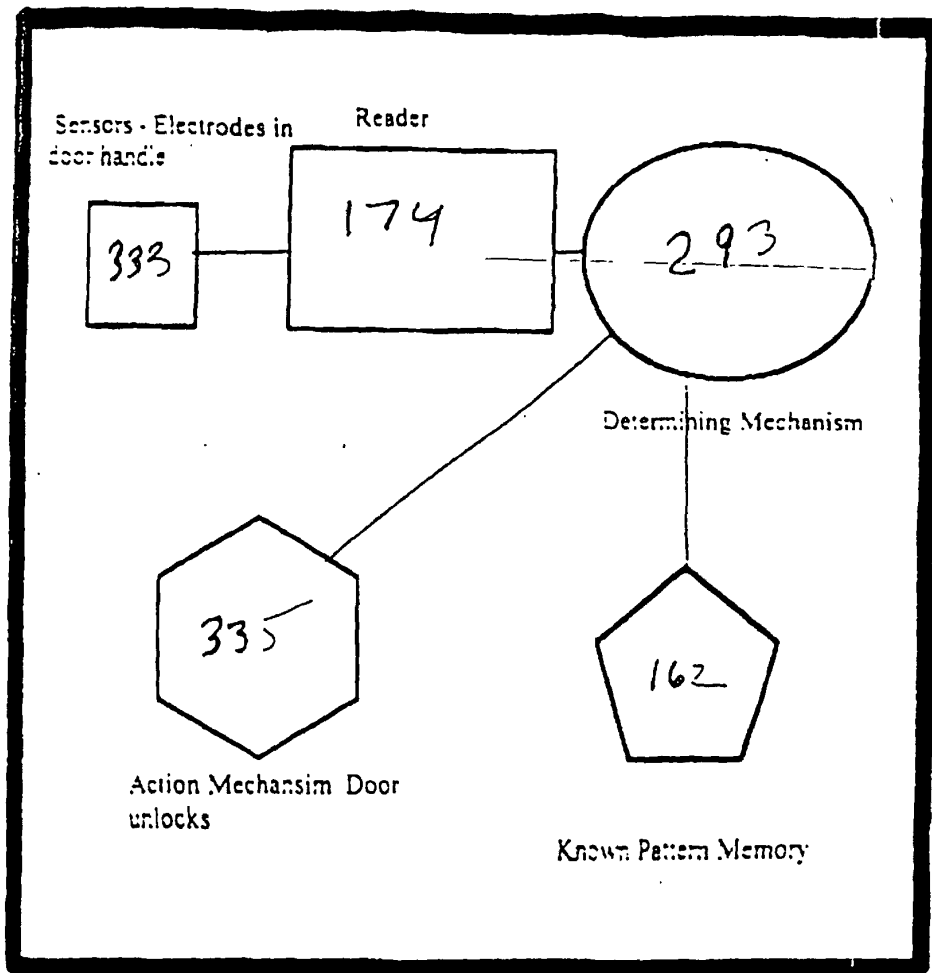 Sensors - Electrodes in
door handle
Reader
333
174
293
Determining Mechanism
335
162
Action Mechansim Door
unlocks
Known Pattern Memory